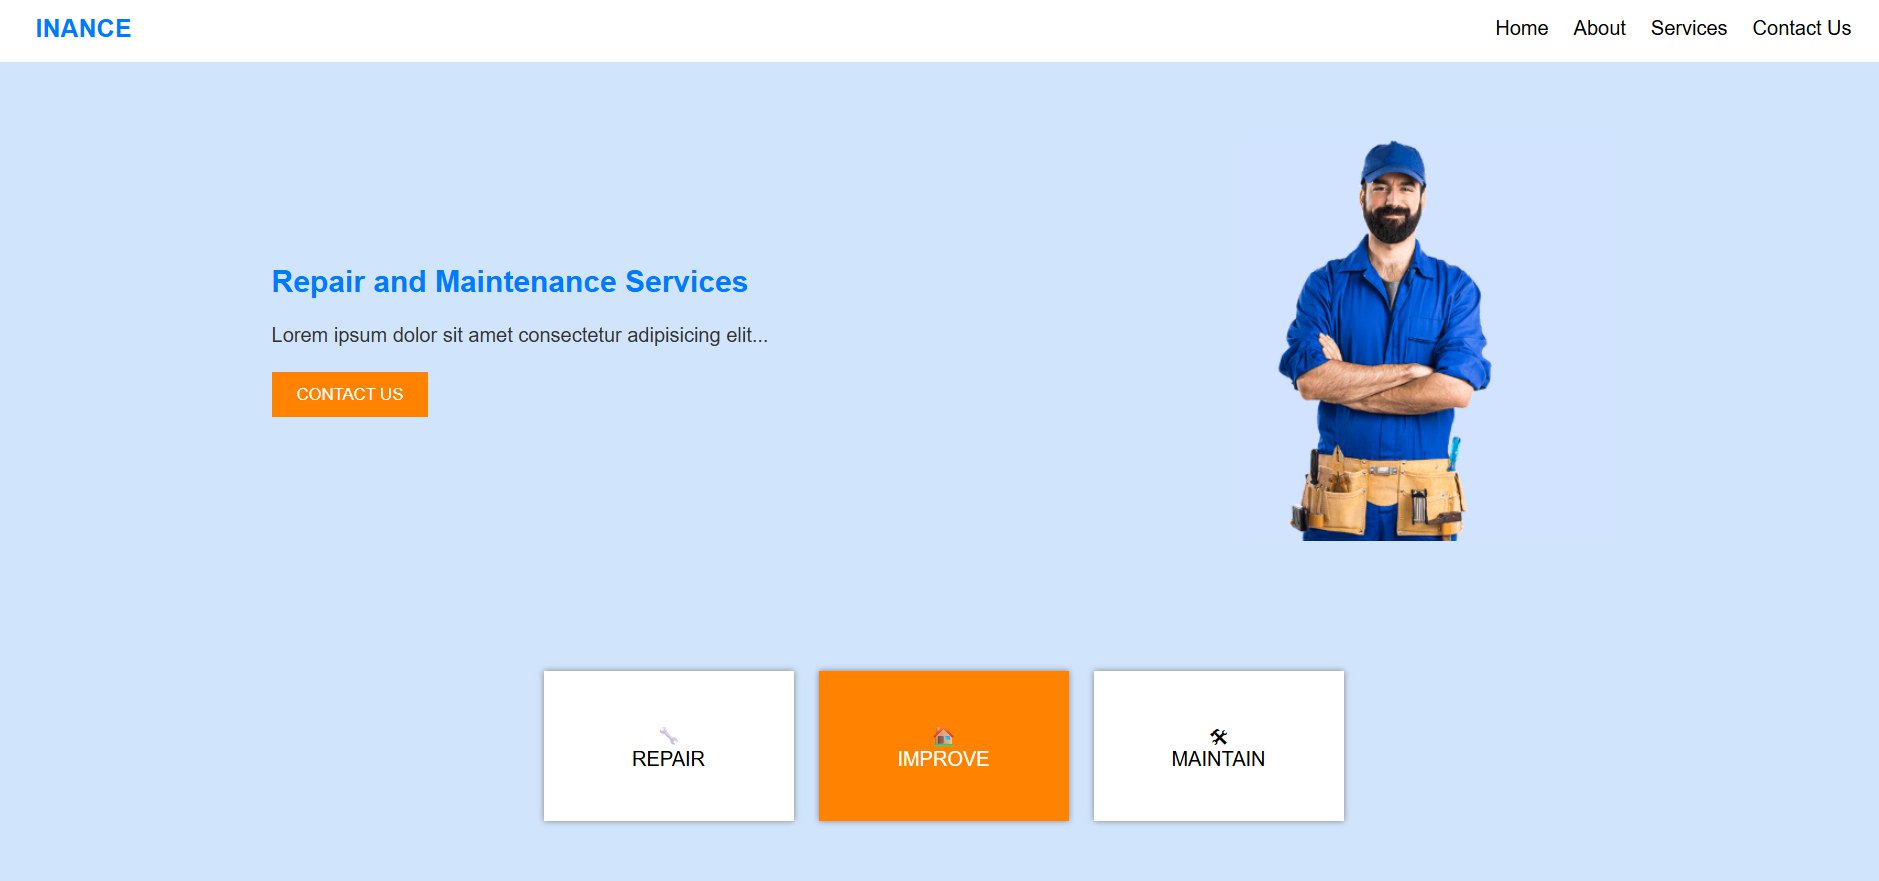 INANCE
Home About Services Contact Us
Repair and Maintenance Services
Lorem ipsum dolor sit amet consectetur adipisicing elit...
CONTACT US
REPAIR
IMPROVE
MAINTAIN